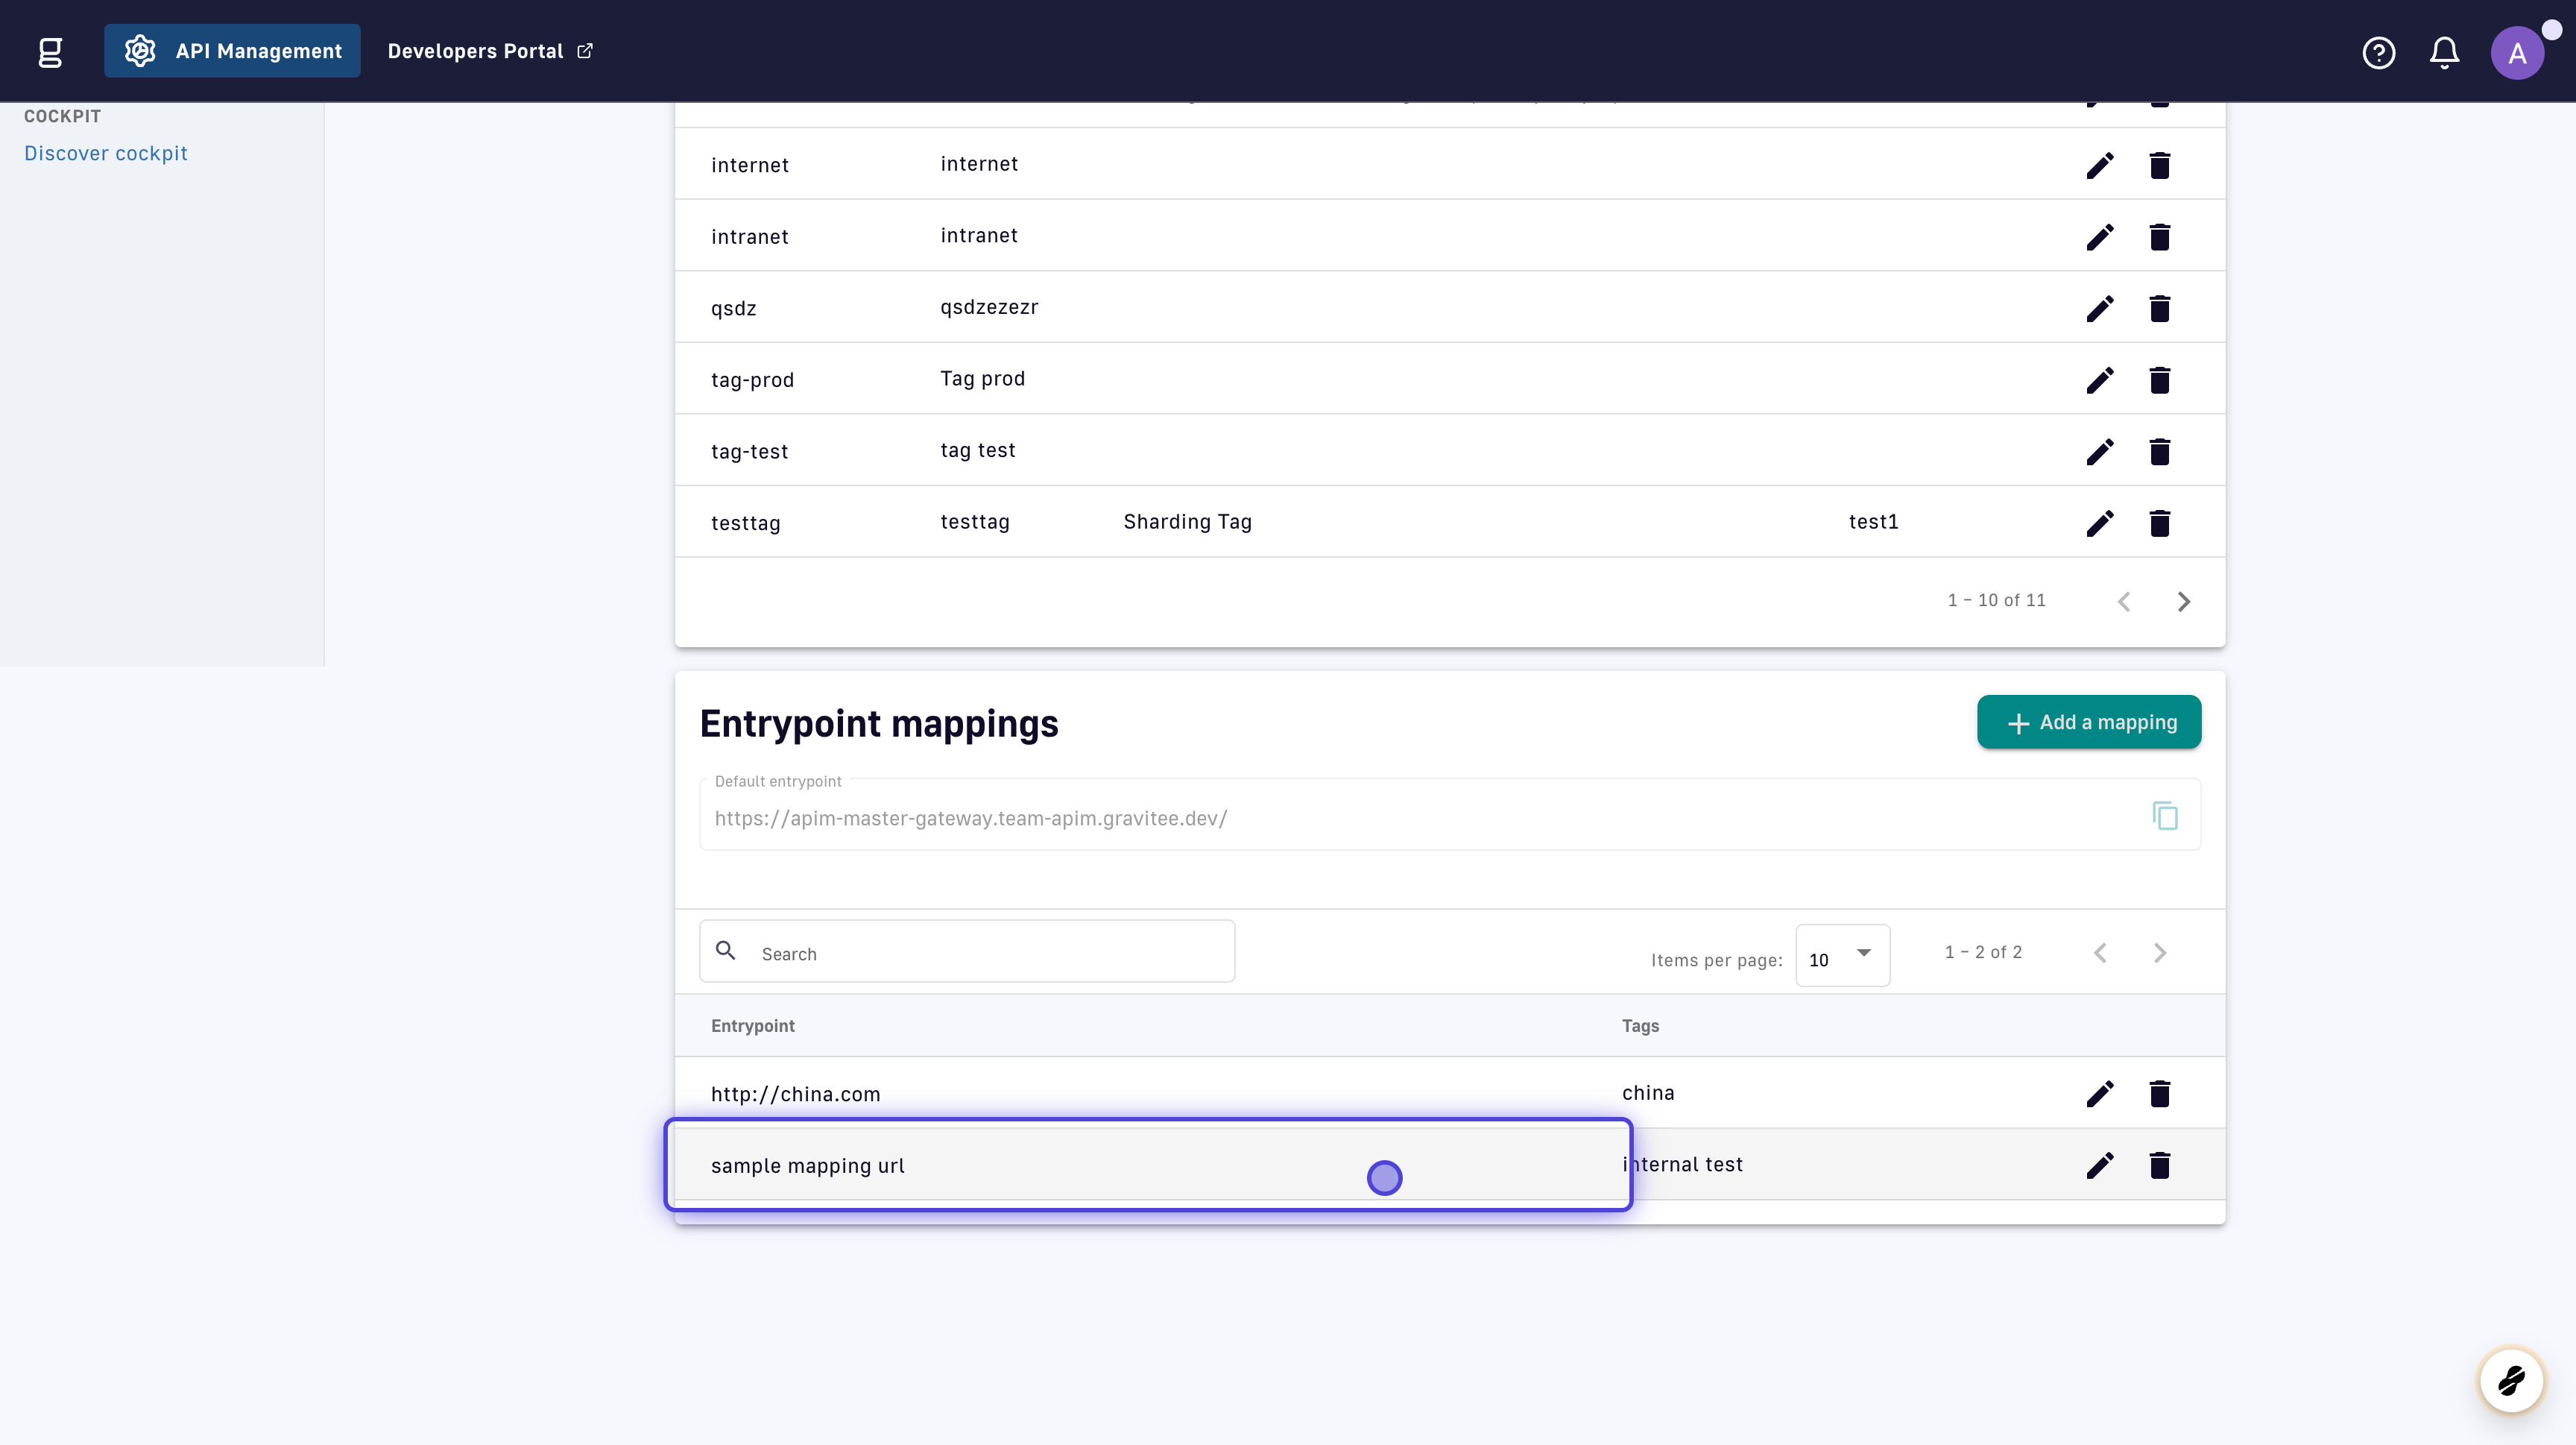 API Management Developers Portal A
COCKPIT
Discover cockpit
internet internet
intranet intranet
qsdz qsdzezezr
tag-prod Tag prod
tag-test tag test
testtag testtag Sharding Tag test1
1 – 10 of 11
Entrypoint mappings
Add a mapping
Default entrypoint
https://apim-master-gateway.team-apim.gravitee.dev/
Search
Items per page: 10 1 – 2 of 2
Entrypoint Tags
http://china.com china
sample mapping url internal test